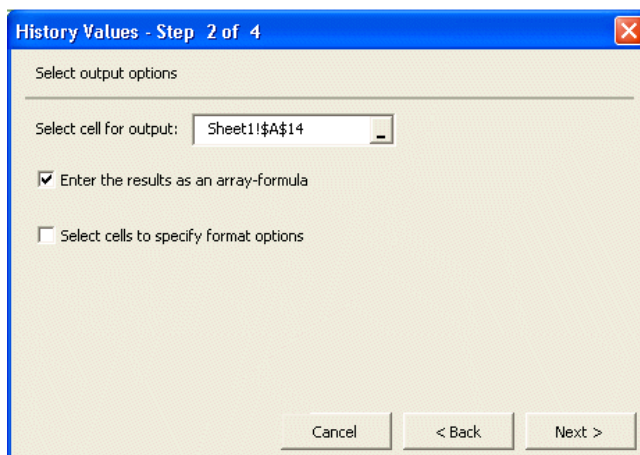 History Values - Step 2 of 4
Select output options
Select cell for output: Sheet1!$A$14
Enter the results as an array-formula
Select cells to specify format options
Cancel < Back Next >